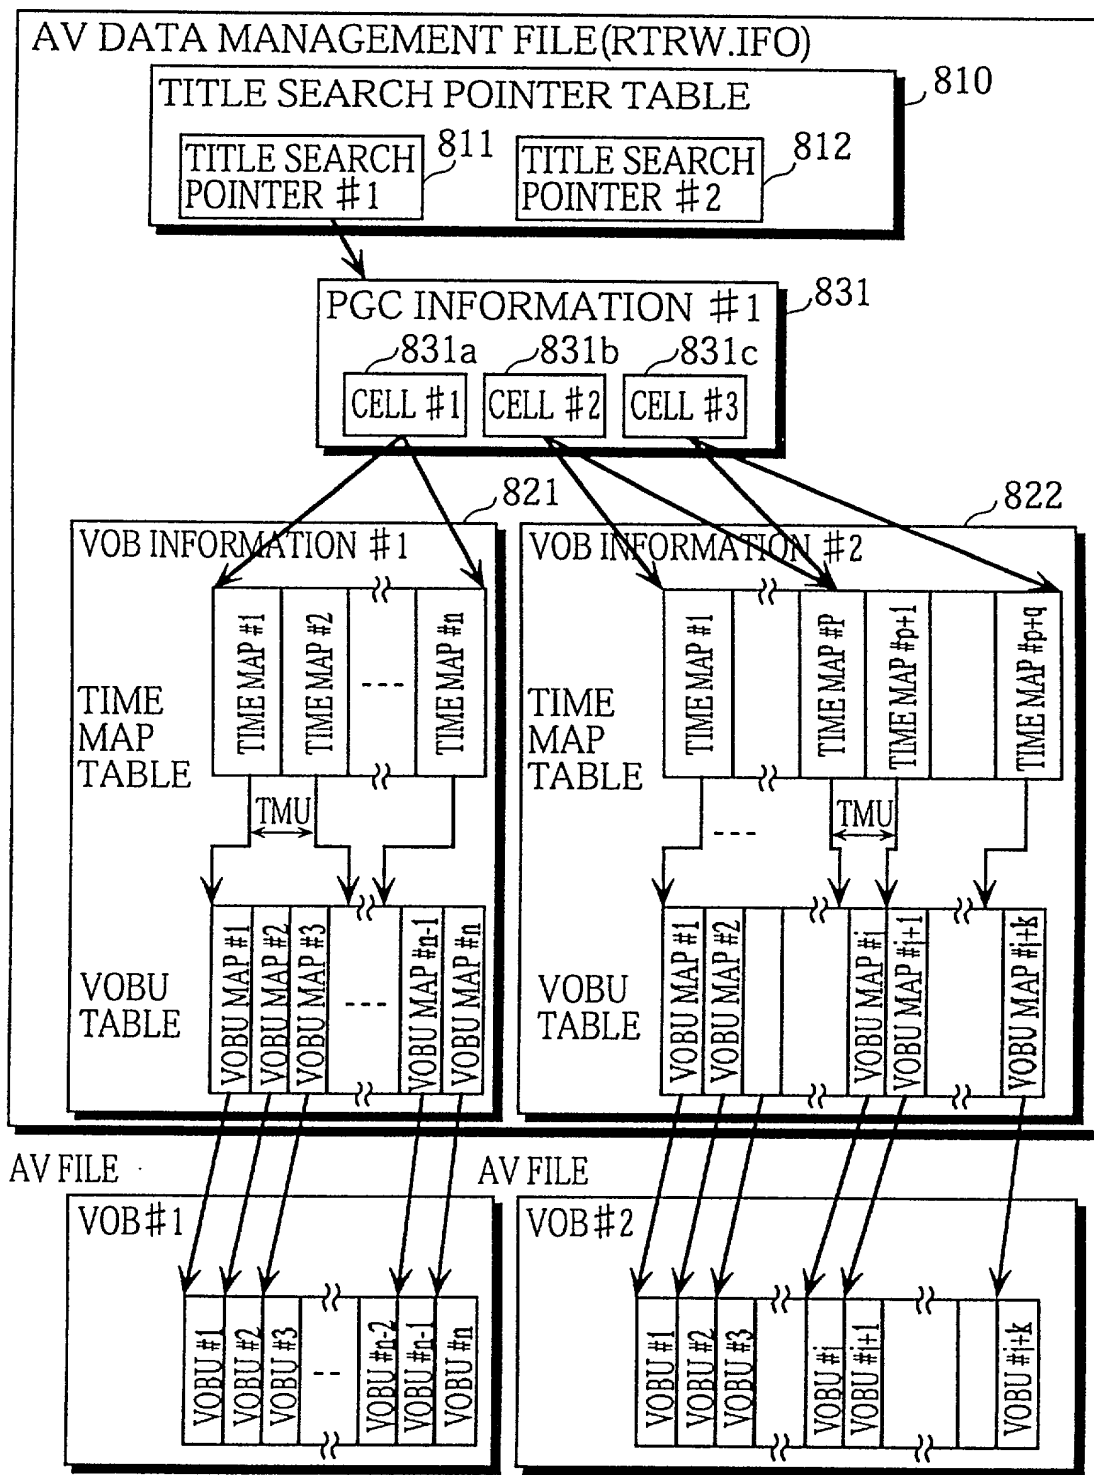 AV DATA MANAGEMENT FILE(RTRW.IFO)
TITLE SEARCH POINTER TABLE
810
TITLE SEARCH
POINTER #1
811
TITLE SEARCH
POINTER #2
812
PGC INFORMATION #1
831
831a
831b
831c
CELL #1
CELL #2
CELL #3
821
822
VOB INFORMATION #1
TIME MAP #1
TIME MAP #2
---
TIME MAP #n
TIME
MAP
TABLE
TMU
VOBU MAP #1
VOBU MAP #2
VOBU MAP #3
---
VOBU MAP #n-1
VOBU MAP #n
VOBU
TABLE
VOB INFORMATION #2
TIME MAP #1
TIME MAP #P
TIME MAP #p+1
TIME MAP #p+q
TIME
MAP
TABLE
---
TMU
VOBU MAP #1
VOBU MAP #2
VOBU MAP #i
VOBU MAP #i+1
VOBU MAP #i+k
VOBU
TABLE
AV FILE
VOB #1
VOBU #1
VOBU #2
VOBU #3
--
VOBU #n-2
VOBU #n-1
VOBU #n
AV FILE
VOB #2
VOBU #1
VOBU #2
VOBU #3
VOBU #i
VOBU #i+1
VOBU #i+k